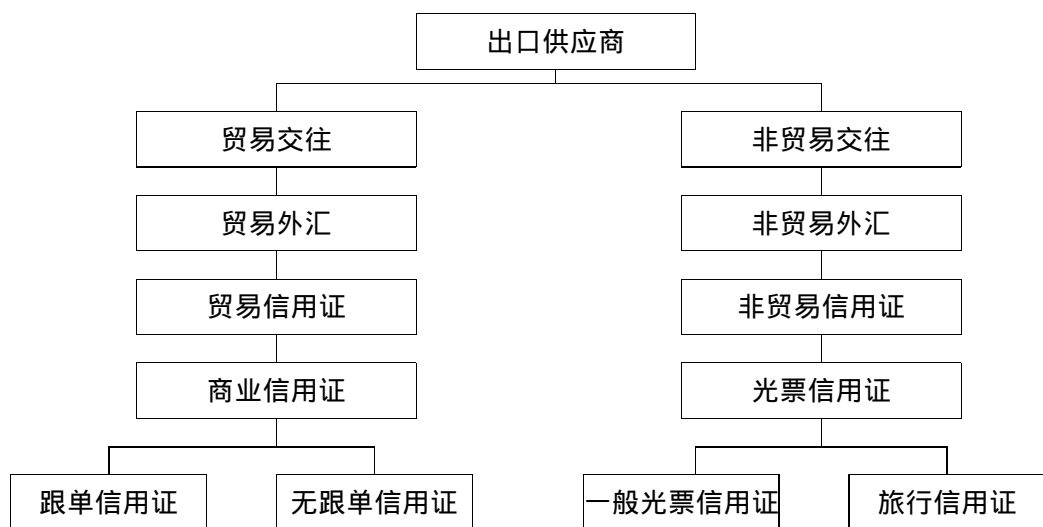 出口供应商
贸易交往
非贸易交往
贸易外汇
非贸易外汇
贸易信用证
非贸易信用证
商业信用证
光票信用证
跟单信用证
无跟单信用证
一般光票信用证
旅行信用证